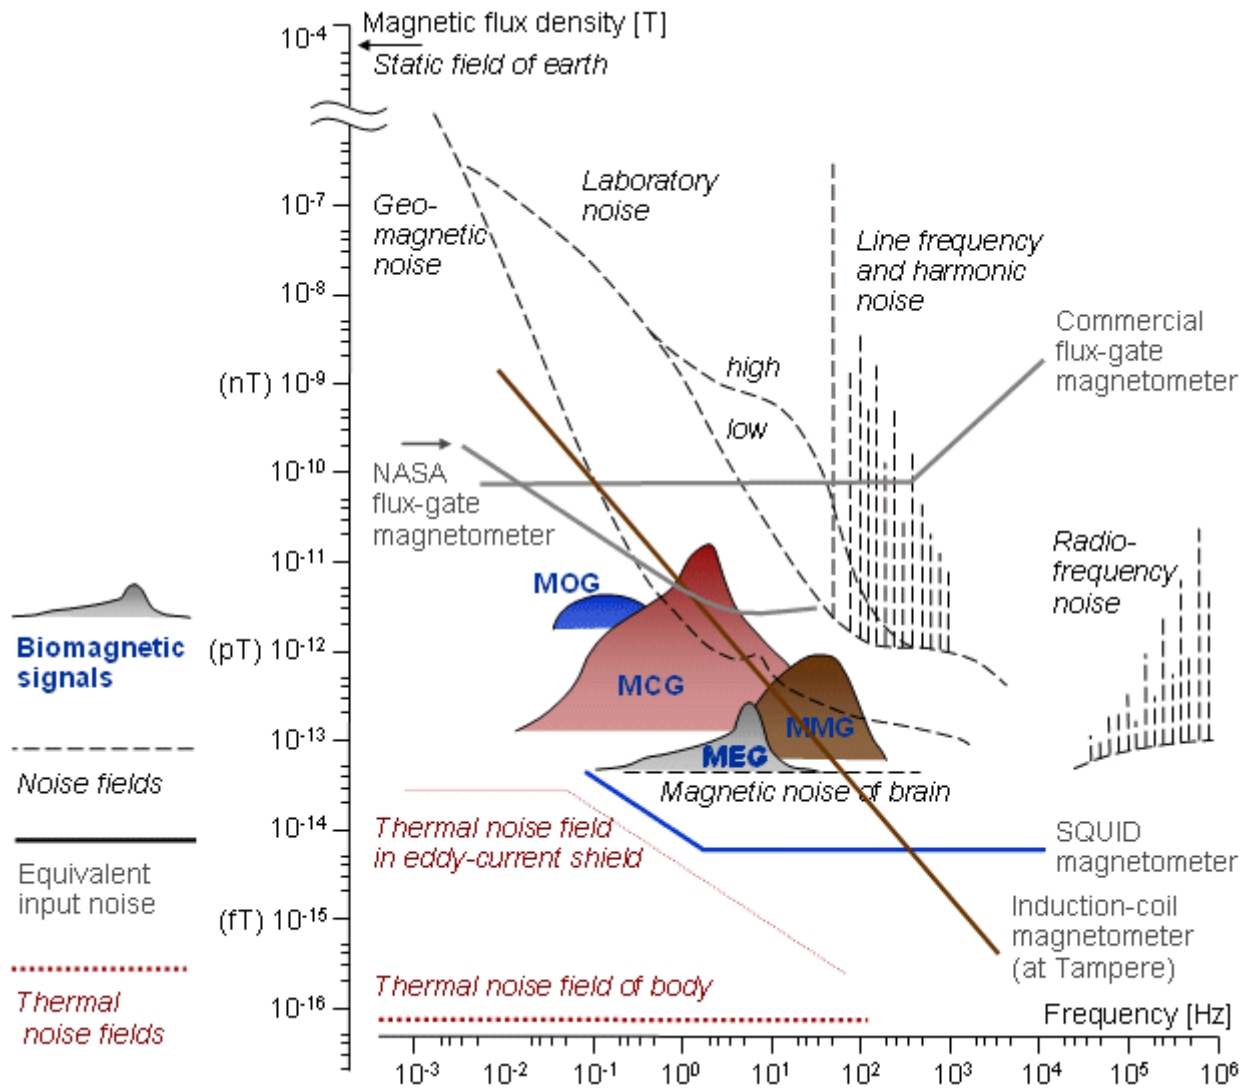 Magnetic flux density [T]
10-4
Static field of earth
Laboratory
noise
10-7
Geo-
magnetic
noise
Line frequency
and harmonic
noise
10-8
Commercial
flux-gate
magnetometer
high
(nT) 10-9
low
10-10
NASA
flux-gate
magnetometer
10-11
Radio-
frequency
noise
MOG
Biomagnetic
signals
(pT) 10-12
MCG
MMG
10-13
MEG
Noise fields
Magnetic noise of brain
10-14
Thermal noise field
in eddy-current shield
SQUID
magnetometer
Equivalent
input noise
(fT) 10-15
Induction-coil
magnetometer
(at Tampere)
Thermal noise field of body
Thermal
noise fields
10-16
Frequency [Hz]
10-3 10-2 10-1 100 101 102 103 104 105 106